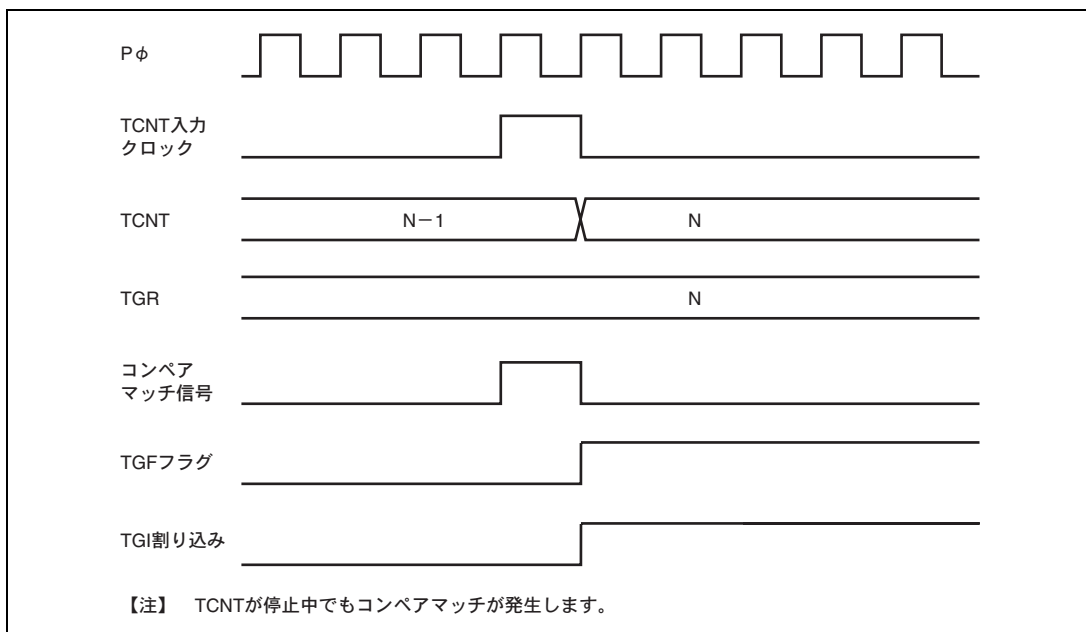 Pφ
TCNT入力
クロック
TCNT
N－1
N
TGR
N
コンペア
マッチ信号
TGFフラグ
TGI割り込み
【注】 TCNTが停止中でもコンペアマッチが発生します。